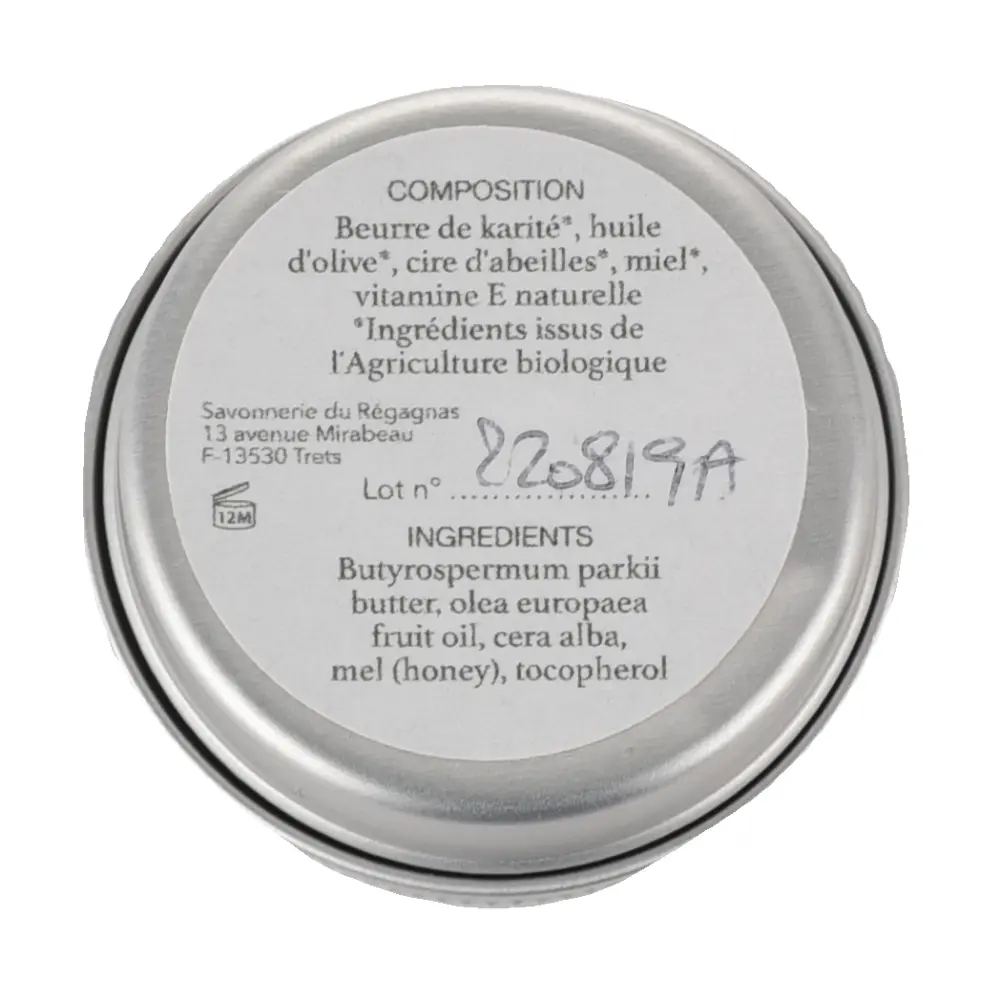 COMPOSITION
Beurre de karité*, huile
d'olive*, cire d'abeilles*, miel*,
vitamine E naturelle
*Ingrédients issus de
l'Agriculture biologique
Savonnerie du Régagnas
13 avenue Mirabeau
F-13530 Trets
Lot n° 220819A
12M
INGREDIENTS
Butyrospermum parkii
butter, olea europaea
fruit oil, cera alba,
mel (honey), tocopherol